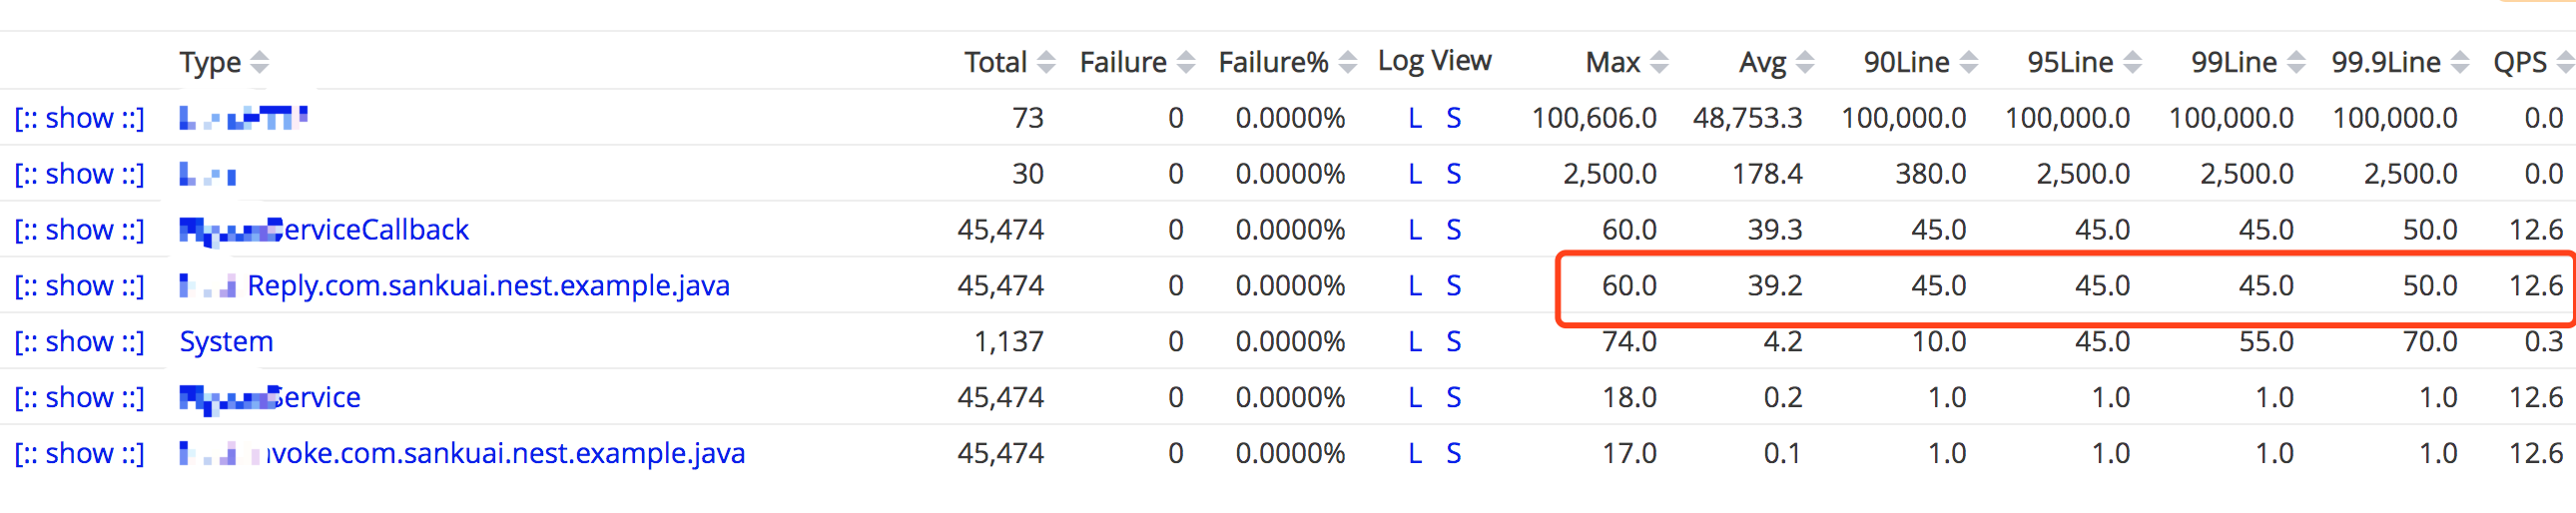 Type Total Failure Failure% Log View Max Avg 90Line 95Line 99Line 99.9Line QPS
[:: show ::] 73 0 0.0000% L S 100,606.0 48,753.3 100,000.0 100,000.0 100,000.0 100,000.0 0.0
[:: show ::] 30 0 0.0000% L S 2,500.0 178.4 380.0 2,500.0 2,500.0 2,500.0 0.0
[:: show ::] erviceCallback 45,474 0 0.0000% L S 60.0 39.3 45.0 45.0 45.0 50.0 12.6
[:: show ::] Reply.com.sankuai.nest.example.java 45,474 0 0.0000% L S 60.0 39.2 45.0 45.0 45.0 50.0 12.6
[:: show ::] System 1,137 0 0.0000% L S 74.0 4.2 10.0 45.0 55.0 70.0 0.3
[:: show ::] Service 45,474 0 0.0000% L S 18.0 0.2 1.0 1.0 1.0 1.0 12.6
[:: show ::] voke.com.sankuai.nest.example.java 45,474 0 0.0000% L S 17.0 0.1 1.0 1.0 1.0 1.0 12.6